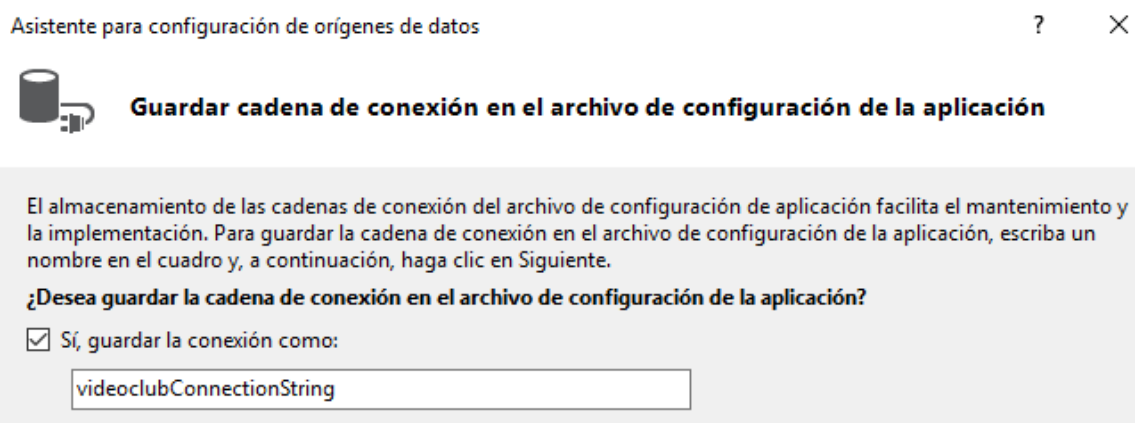 Asistente para configuración de orígenes de datos ? ×
Guardar cadena de conexión en el archivo de configuración de la aplicación
El almacenamiento de las cadenas de conexión del archivo de configuración de aplicación facilita el mantenimiento y
la implementación. Para guardar la cadena de conexión en el archivo de configuración de la aplicación, escriba un
nombre en el cuadro y, a continuación, haga clic en Siguiente.
¿Desea guardar la cadena de conexión en el archivo de configuración de la aplicación?
Sí, guardar la conexión como:
videoclubConnectionString